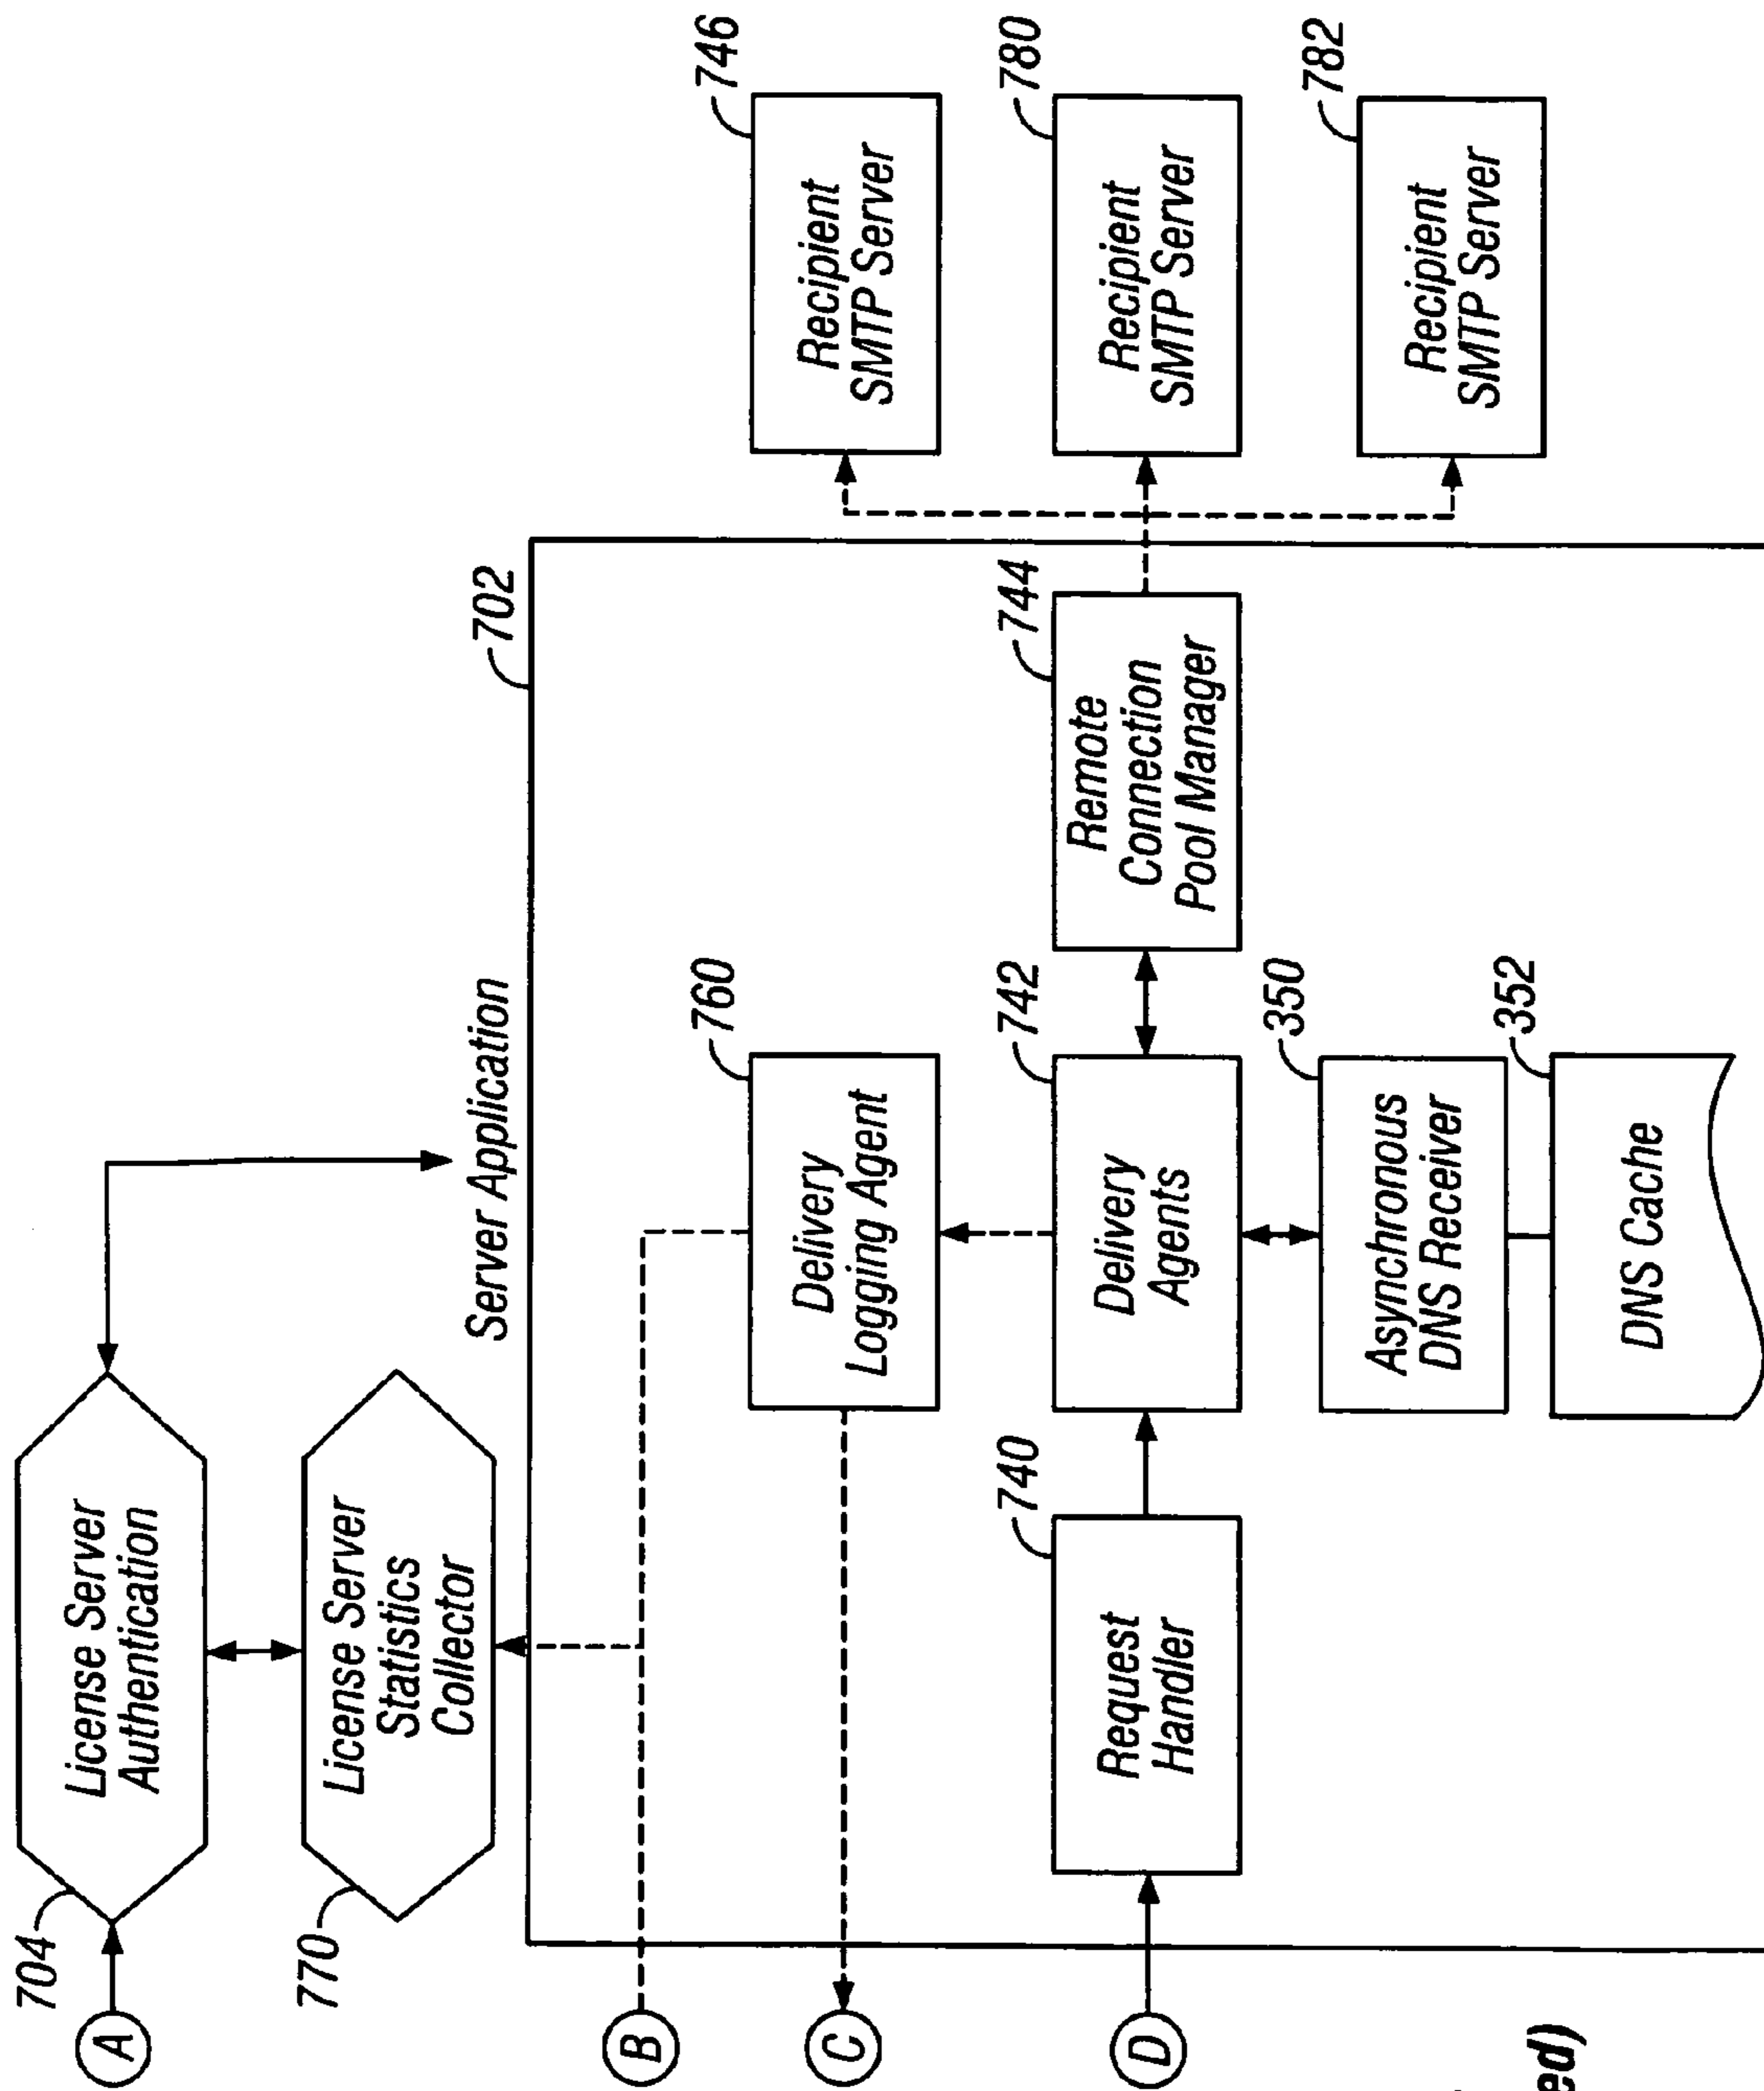 704
License Server
Authentication
A
770
License Server
Statistics
Collector
Server Application
702
B
760
Delivery
Logging Agent
746
Recipient
SMTP Server
C
740
Request
Handler
742
Delivery
Agents
744
Remote
Connection
Pool Manager
780
Recipient
SMTP Server
D
350
Asynchronous
DNS Receiver
782
Recipient
SMTP Server
352
DNS Cache
ed)